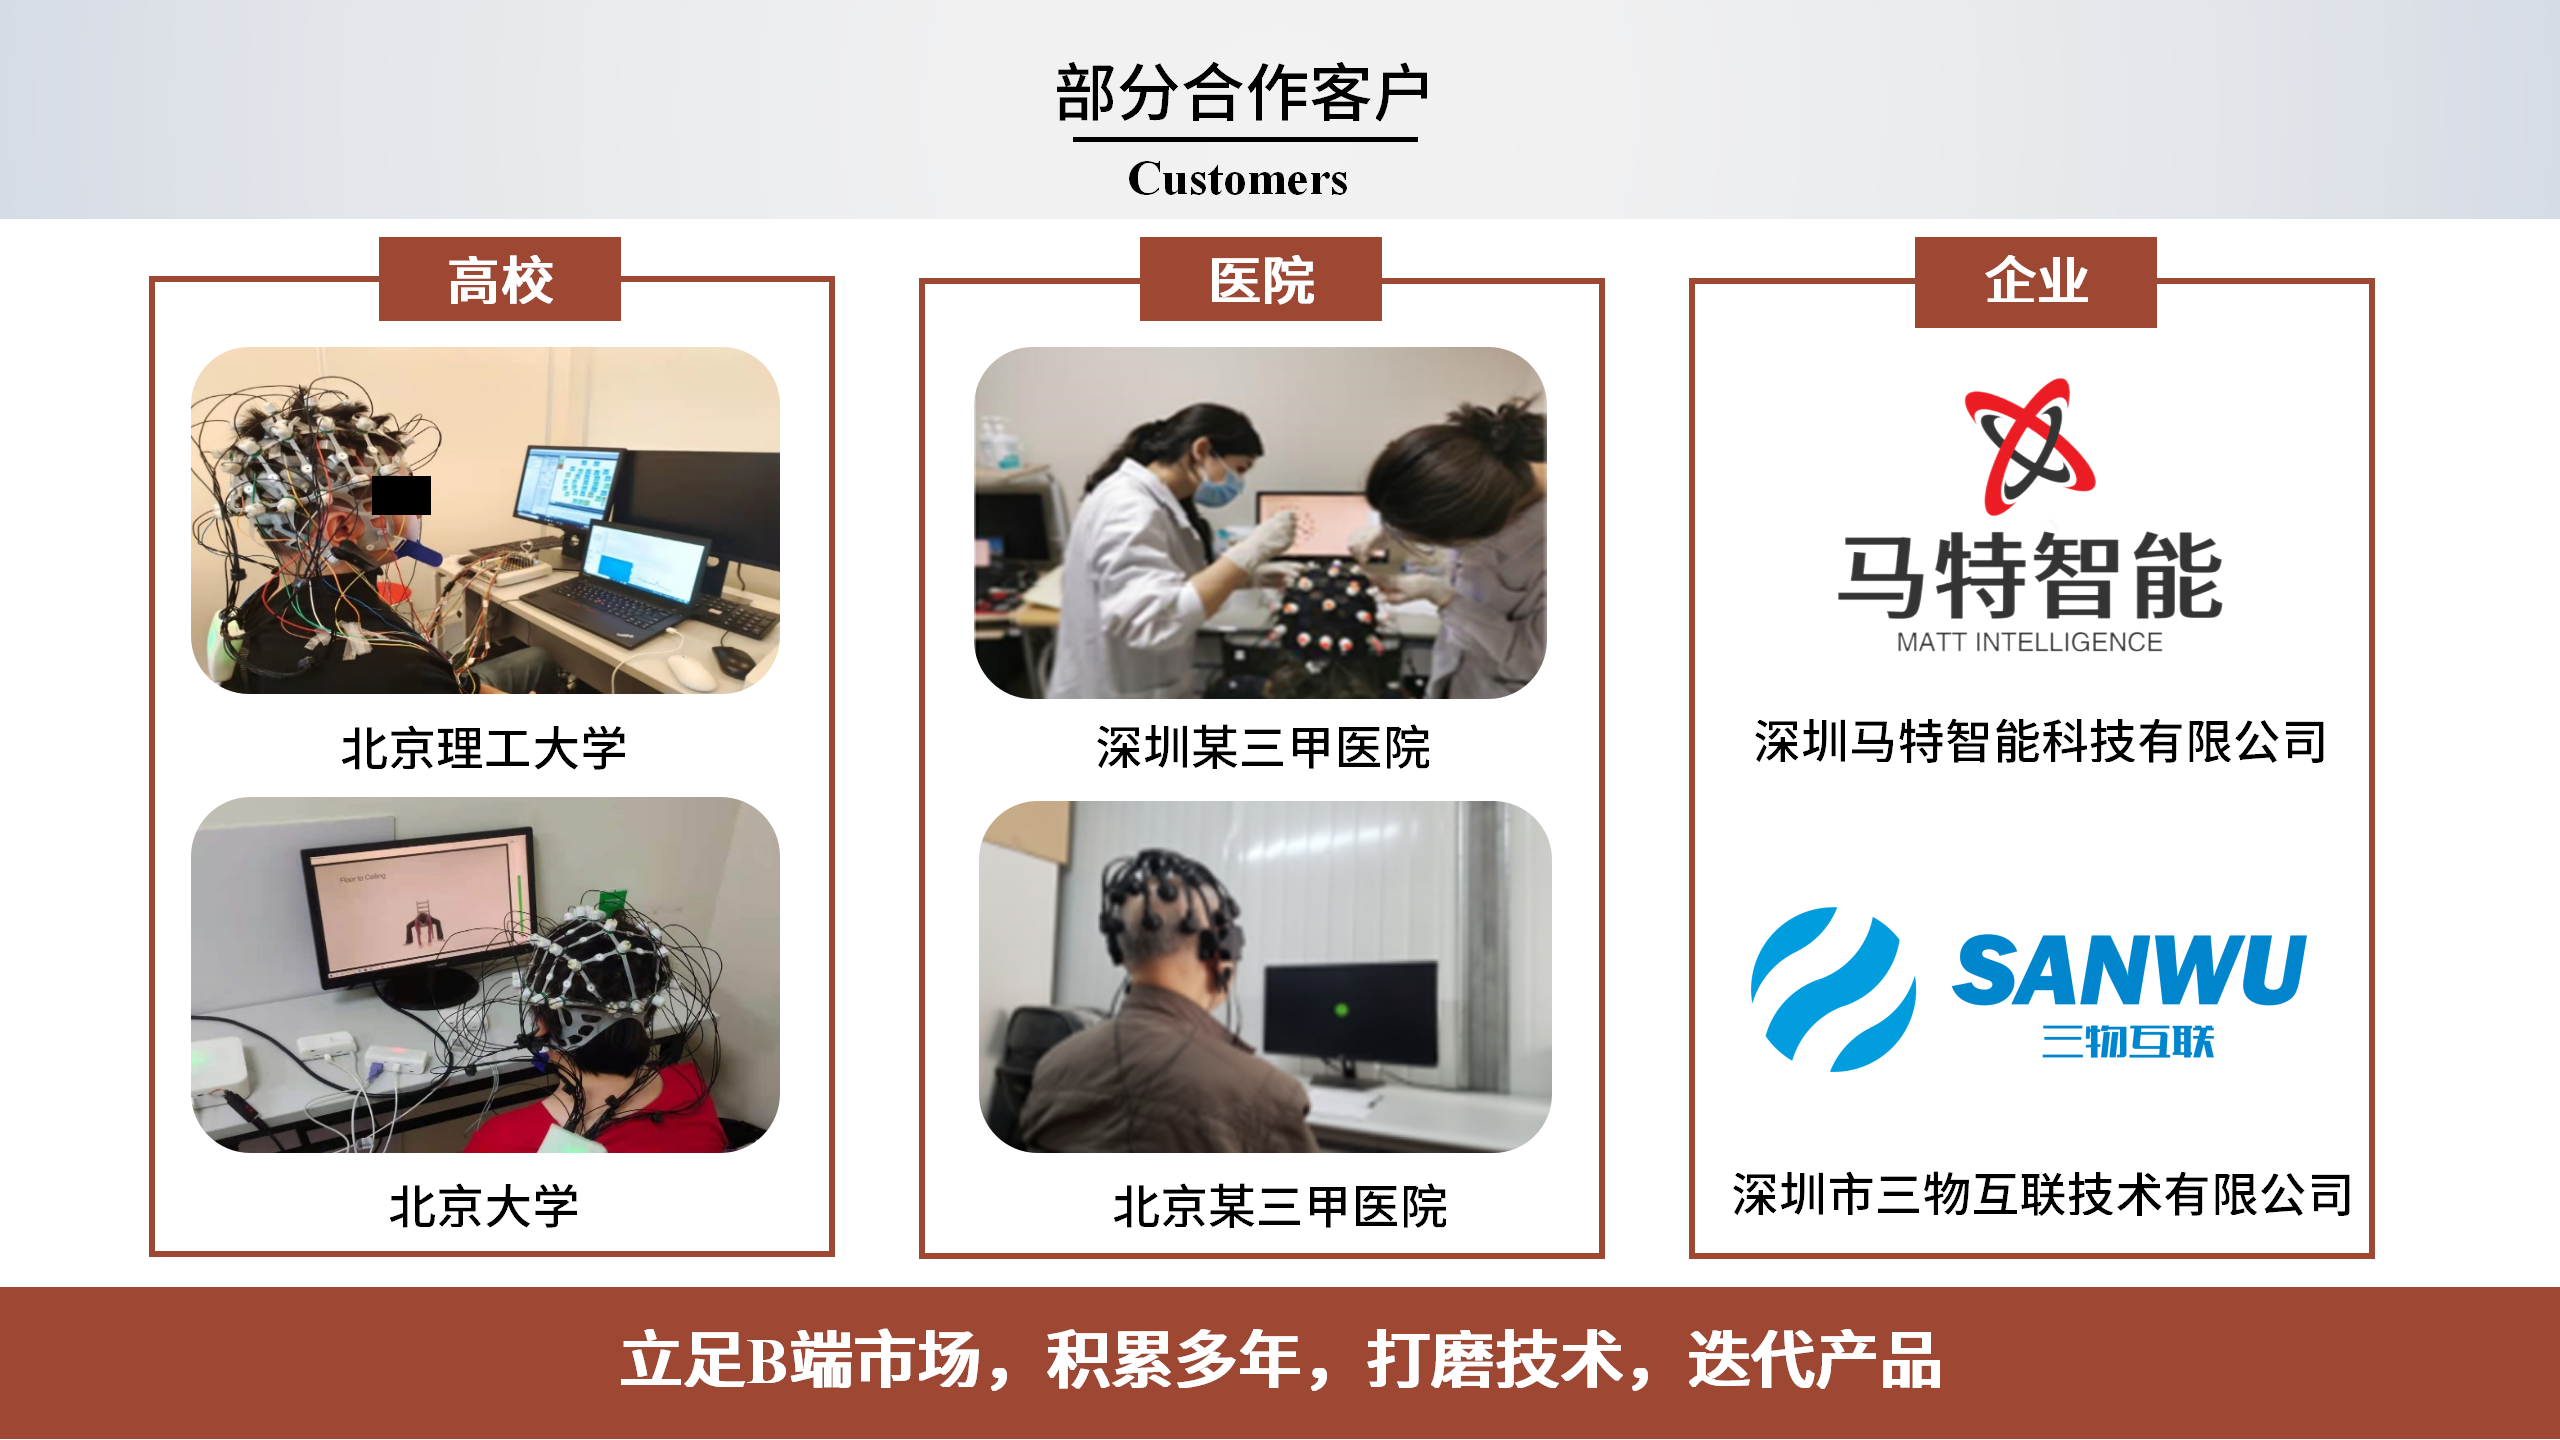 部分合作客户
Customers
高校
北京理工大学
Floor to Ceiling
北京大学
医院
深圳某三甲医院
北京某三甲医院
企业
马特智能
MATT INTELLIGENCE
深圳马特智能科技有限公司
SANWU
三物互联
深圳市三物互联技术有限公司
立足B端市场，积累多年，打磨技术，迭代产品